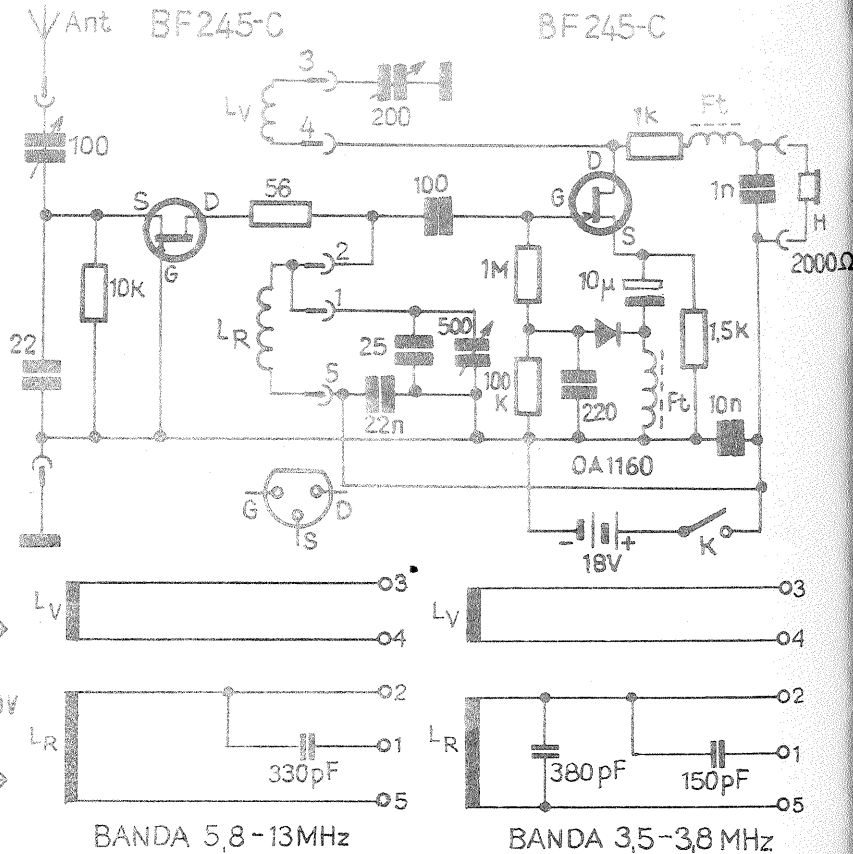 Ant
BF245-C
BF245-C
3
LV
4
200
100
1k
Ft
D
G
S
1n
H
2000Ω
S
D
G
56
100
10K
2
1
LR
5
25
500
22n
22
1M
100
K
10µ
220
Ft
1,5K
10n
OA1160
G
D
S
-
18V
+
K
LV
3
4
LV
3
4
V
LR
2
330pF
1
5
LR
380pF
2
150pF
1
5
BANDA 5,8-13MHz
BANDA 3,5-3,8 MHz